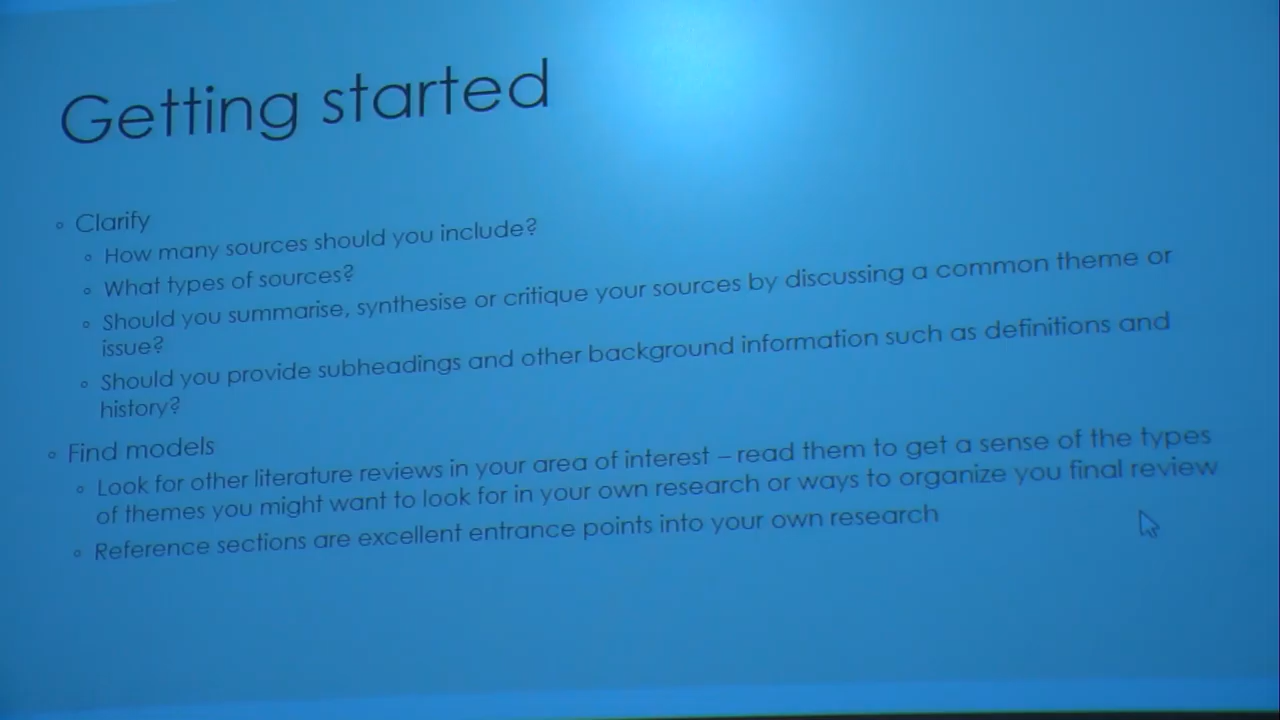 Getting started
Clarify
How many sources should you include?
What types of sources?
Should you summarise, synthesise or critique your sources by discussing a common theme or
issue?
Should you provide subheadings and other background information such as definitions and
history?
Find models
Look for other literature reviews in your area of interest – read them to get a sense of the types
of themes you might want to look for in your own research or ways to organize you final review
Reference sections are excellent entrance points into your own research